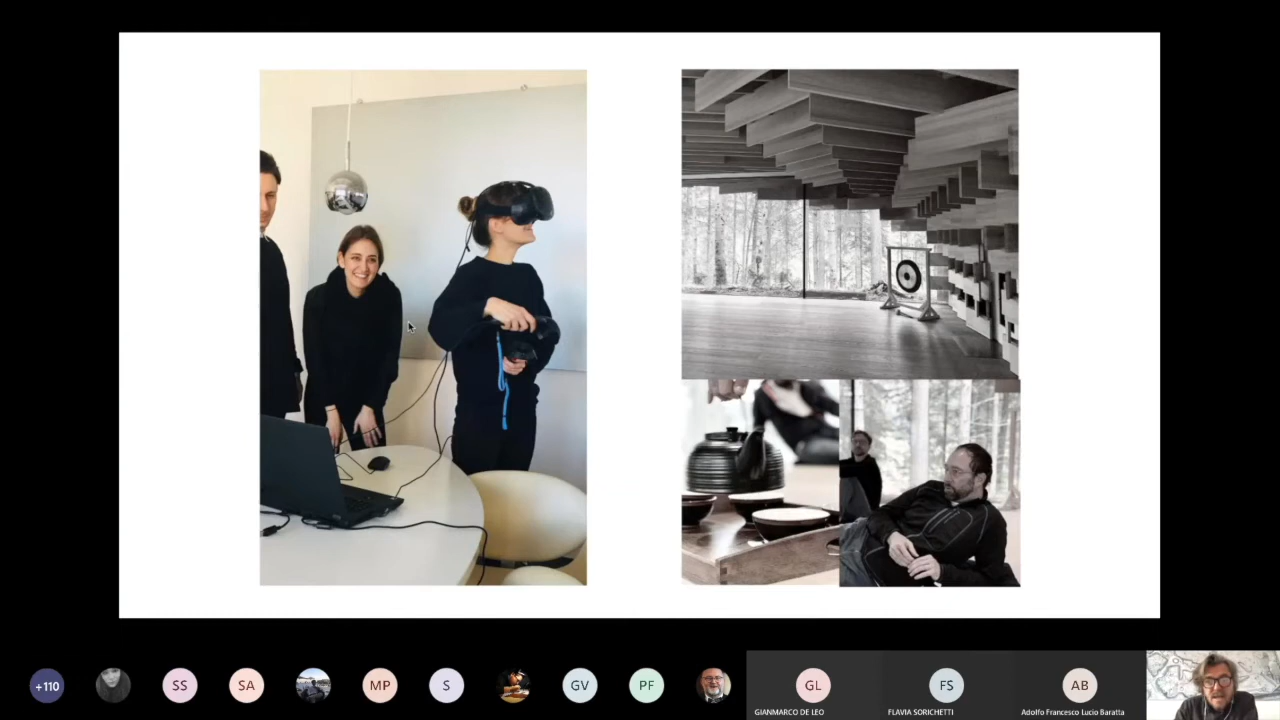 +110
SS
SA
MP
S
GV
PF
GL
FS
AB
GIANMARCO DE LEO
FLAVIA SORICHETTI
Adolfo Francesco Lucio Baratta